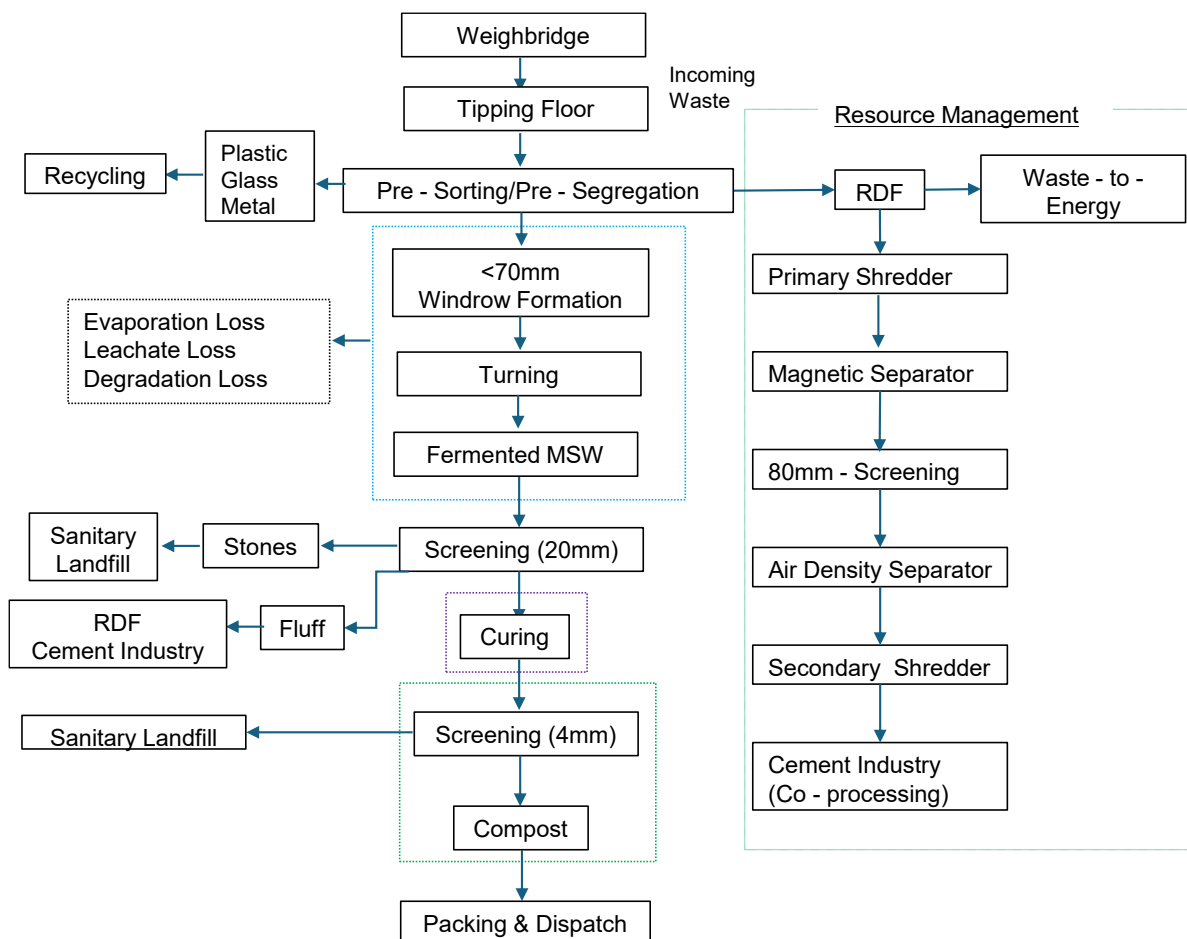 Weighbridge
Incoming
Waste
Tipping Floor
Resource Management
Recycling
Plastic
Glass
Metal
Pre - Sorting/Pre - Segregation
RDF
Waste - to -
Energy
<70mm
Windrow Formation
Primary Shredder
Evaporation Loss
Leachate Loss
Degradation Loss
Turning
Magnetic Separator
Fermented MSW
80mm - Screening
Sanitary
Landfill
Stones
Screening (20mm)
Air Density Separator
RDF
Cement Industry
Fluff
Curing
Secondary  Shredder
Sanitary Landfill
Screening (4mm)
Cement Industry
(Co - processing)
Compost
Packing & Dispatch